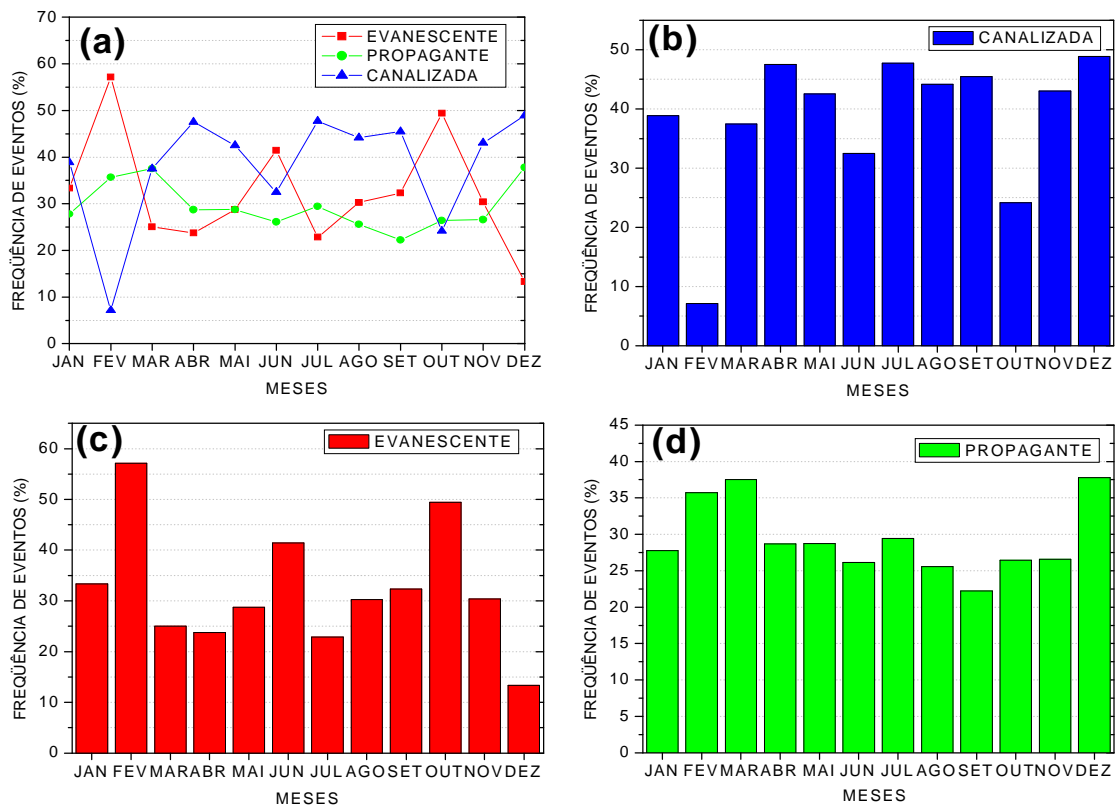 (a)
EVANESCENTE
PROPAGANTE
CANALIZADA
FREQÜÊNCIA DE EVENTOS (%)
70
60
50
40
30
20
10
0
JAN FEV MAR ABR MAI JUN JUL AGO SET OUT NOV DEZ
MESES
(b)
CANALIZADA
FREQÜÊNCIA DE EVENTOS (%)
50
40
30
20
10
0
JAN FEV MAR ABR MAI JUN JUL AGO SET OUT NOV DEZ
MESES
(c)
EVANESCENTE
FREQÜÊNCIA DE EVENTOS (%)
60
50
40
30
20
10
0
JAN FEV MAR ABR MAI JUN JUL AGO SET OUT NOV DEZ
MESES
(d)
PROPAGANTE
FREQÜÊNCIA DE EVENTOS (%)
45
40
35
30
25
20
15
10
5
0
JAN FEV MAR ABR MAI JUN JUL AGO SET OUT NOV DEZ
MESES